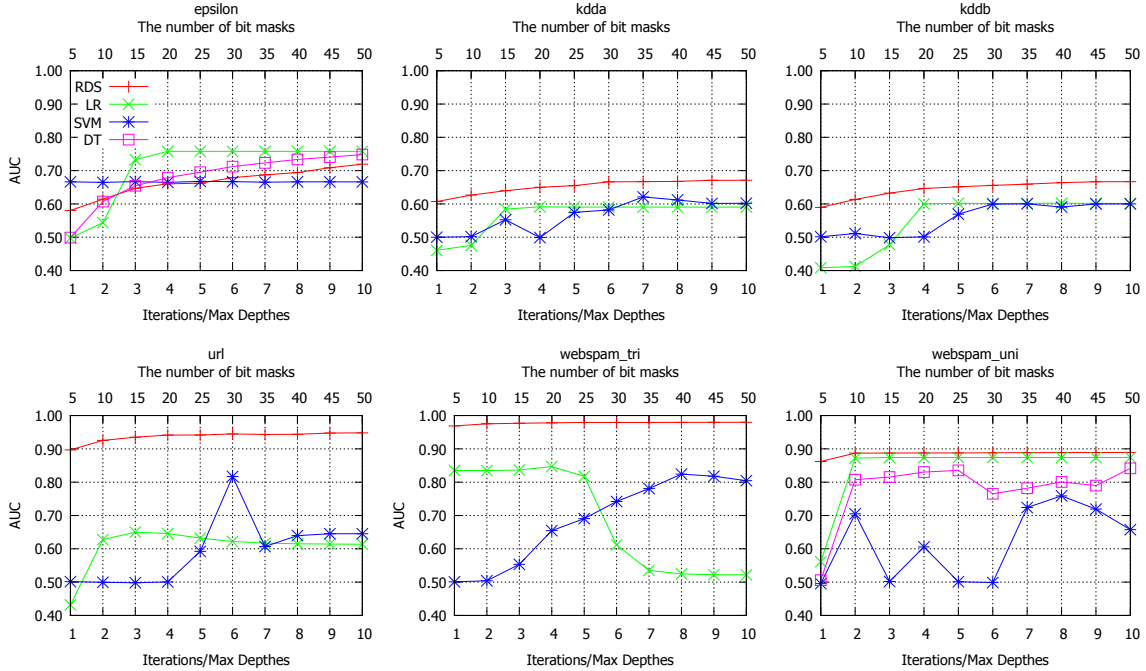 epsilon
The number of bit masks
5 10 15 20 25 30 35 40 45 50
1.00
0.90
0.80
0.70
0.60
0.50
0.40
AUC
RDS
LR
SVM
DT
1 2 3 4 5 6 7 8 9 10
Iterations/Max Depthes
kdda
The number of bit masks
5 10 15 20 25 30 35 40 45 50
1.00
0.90
0.80
0.70
0.60
0.50
0.40
1 2 3 4 5 6 7 8 9 10
Iterations/Max Depthes
kddb
The number of bit masks
5 10 15 20 25 30 35 40 45 50
1.00
0.90
0.80
0.70
0.60
0.50
0.40
1 2 3 4 5 6 7 8 9 10
Iterations/Max Depthes
url
The number of bit masks
5 10 15 20 25 30 35 40 45 50
1.00
0.90
0.80
0.70
0.60
0.50
0.40
AUC
1 2 3 4 5 6 7 8 9 10
Iterations/Max Depthes
webspam_tri
The number of bit masks
5 10 15 20 25 30 35 40 45 50
1.00
0.90
0.80
0.70
0.60
0.50
0.40
AUC
1 2 3 4 5 6 7 8 9 10
Iterations/Max Depthes
webspam_uni
The number of bit masks
5 10 15 20 25 30 35 40 45 50
1.00
0.90
0.80
0.70
0.60
0.50
0.40
1 2 3 4 5 6 7 8 9 10
Iterations/Max Depthes